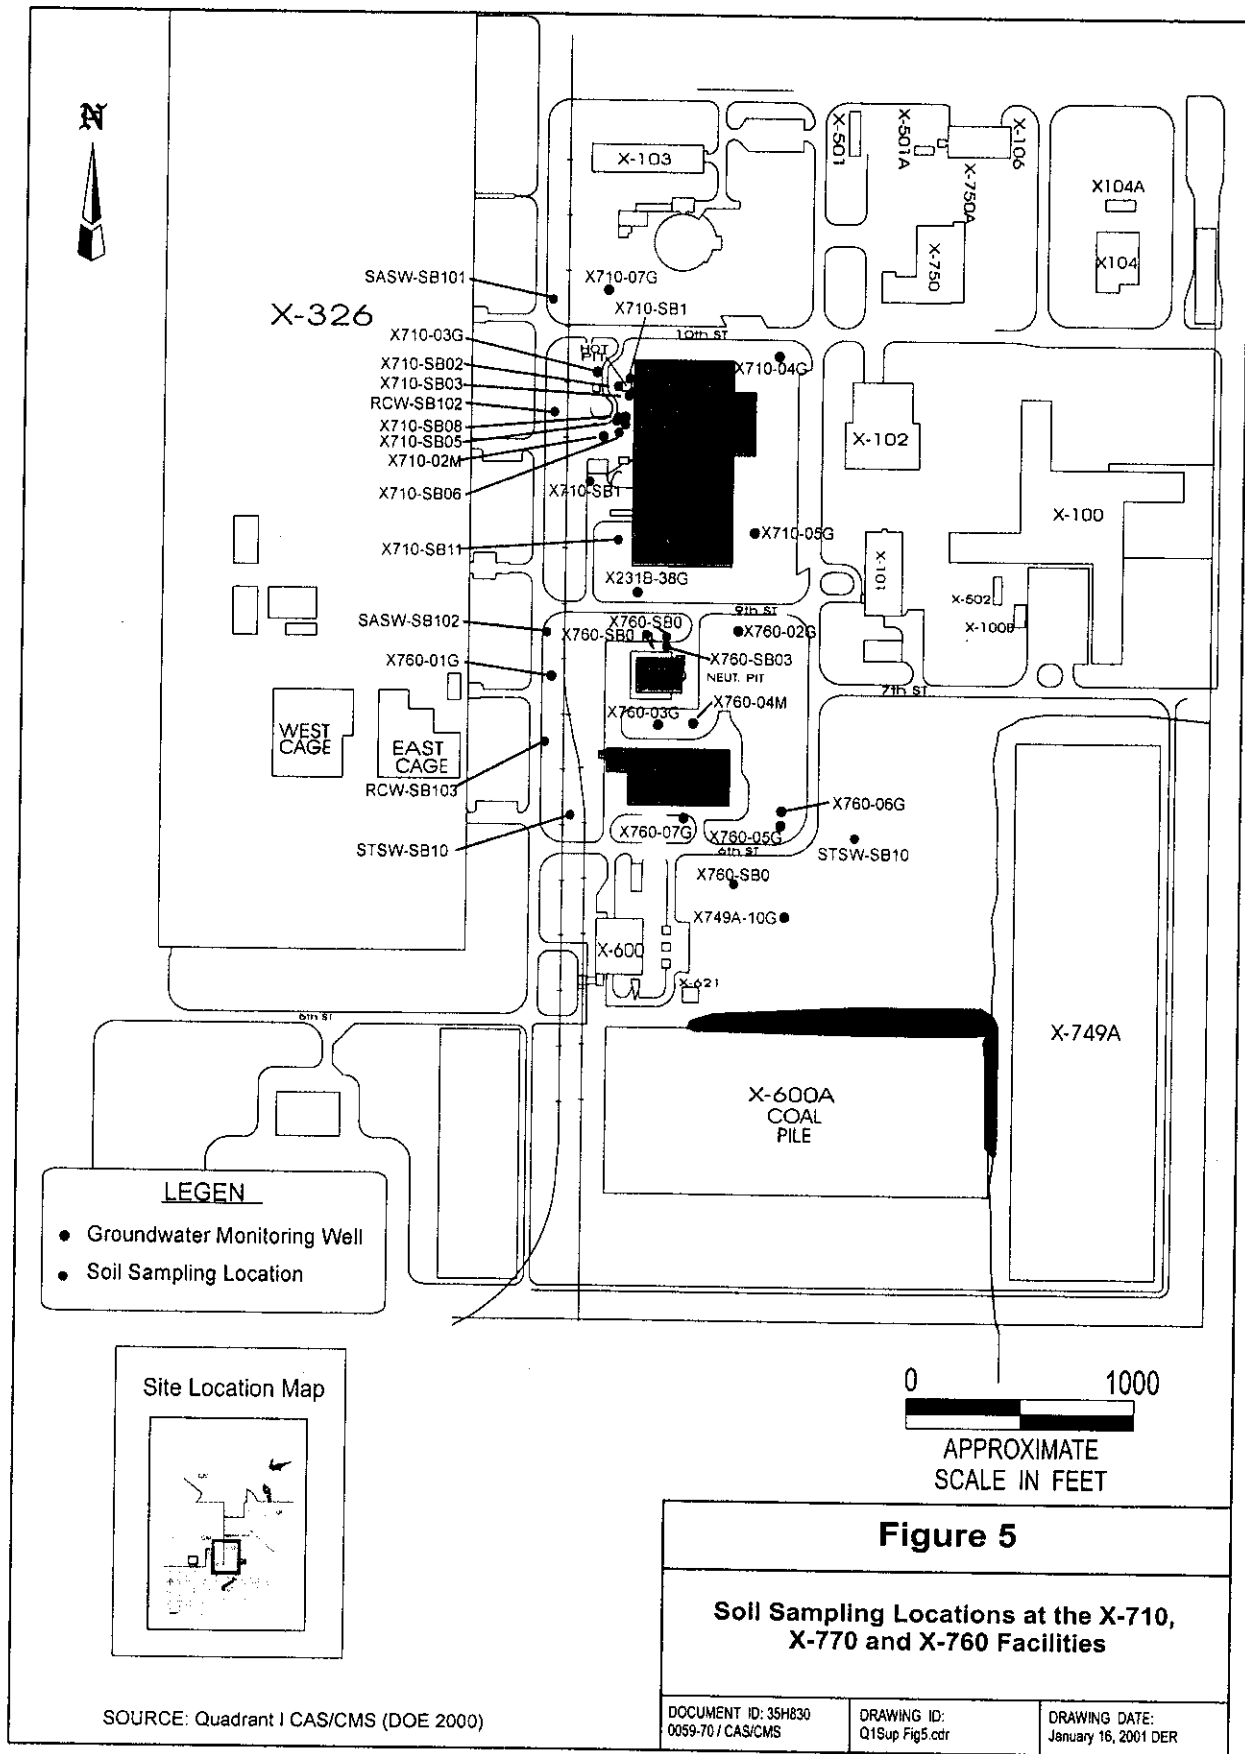 N
X-103
X-501
X-501A
X-106
X-750A
X104A
X-750
X104
SASW-SB101
X710-07G
X-326
X710-SB1
X710-03G
10th ST
HOT
PIT
X710-SB02
X710-04G
X710-SB03
RCW-SB102
X710-SB08
X710-SB05
X-102
X710-02M
X710-SB06
X710-SB1
X-100
X710-SB11
X710-05G
X-101
X231B-38G
X-502
9th ST
X-100B
SASW-SB102
X760-SB0
X760-SB0
X760-02G
X760-01G
X760-SB03
NEUT. PIT
7th ST
X760-03G
X760-04M
WEST
CAGE
EAST
CAGE
RCW-SB103
X760-06G
X760-07G
X760-05G
STSW-SB10
6th ST
STSW-SB10
X760-SB0
X749A-10G
X-600
X-621
6th ST
X-749A
X-600A
COAL
PILE
LEGEN
Groundwater Monitoring Well
Soil Sampling Location
Site Location Map
0 1000
APPROXIMATE
SCALE IN FEET
Figure 5
Soil Sampling Locations at the X-710,
X-770 and X-760 Facilities
SOURCE: Quadrant I CAS/CMS (DOE 2000)
DOCUMENT ID: 35H830
0059-70 / CAS/CMS
DRAWING ID:
Q1Sup Fig5.cdr
DRAWING DATE:
January 16, 2001 DER